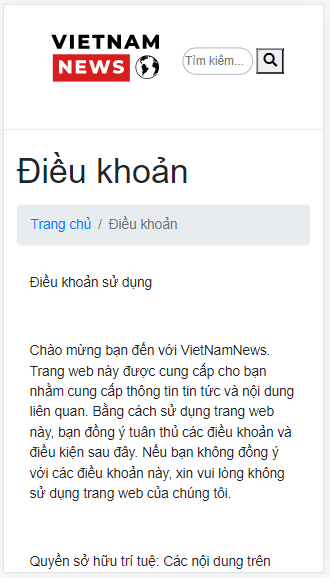 VIETNAM
NEWS
Tìm kiếm...
Điều khoản
Trang chủ / Điều khoản
Điều khoản sử dụng
Chào mừng bạn đến với VietNamNews.
Trang web này được cung cấp cho bạn
nhằm cung cấp thông tin tin tức và nội dung
liên quan. Bằng cách sử dụng trang web
này, bạn đồng ý tuân thủ các điều khoản và
điều kiện sau đây. Nếu bạn không đồng ý
với các điều khoản này, xin vui lòng không
sử dụng trang web của chúng tôi.
Quyền sở hữu trí tuệ: Các nội dung trên